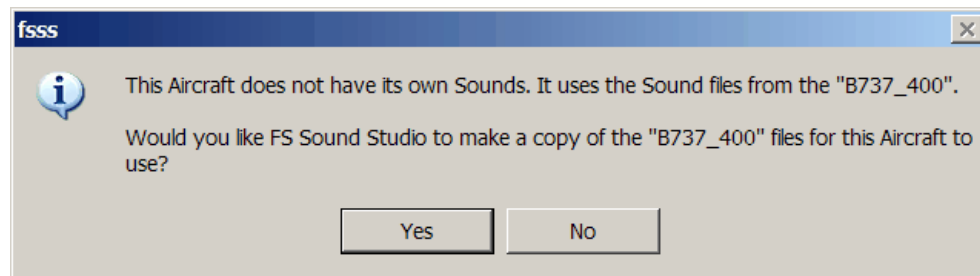 fsss
This Aircraft does not have its own Sounds. It uses the Sound files from the "B737_400".
Would you like FS Sound Studio to make a copy of the "B737_400" files for this Aircraft to
use?
Yes No